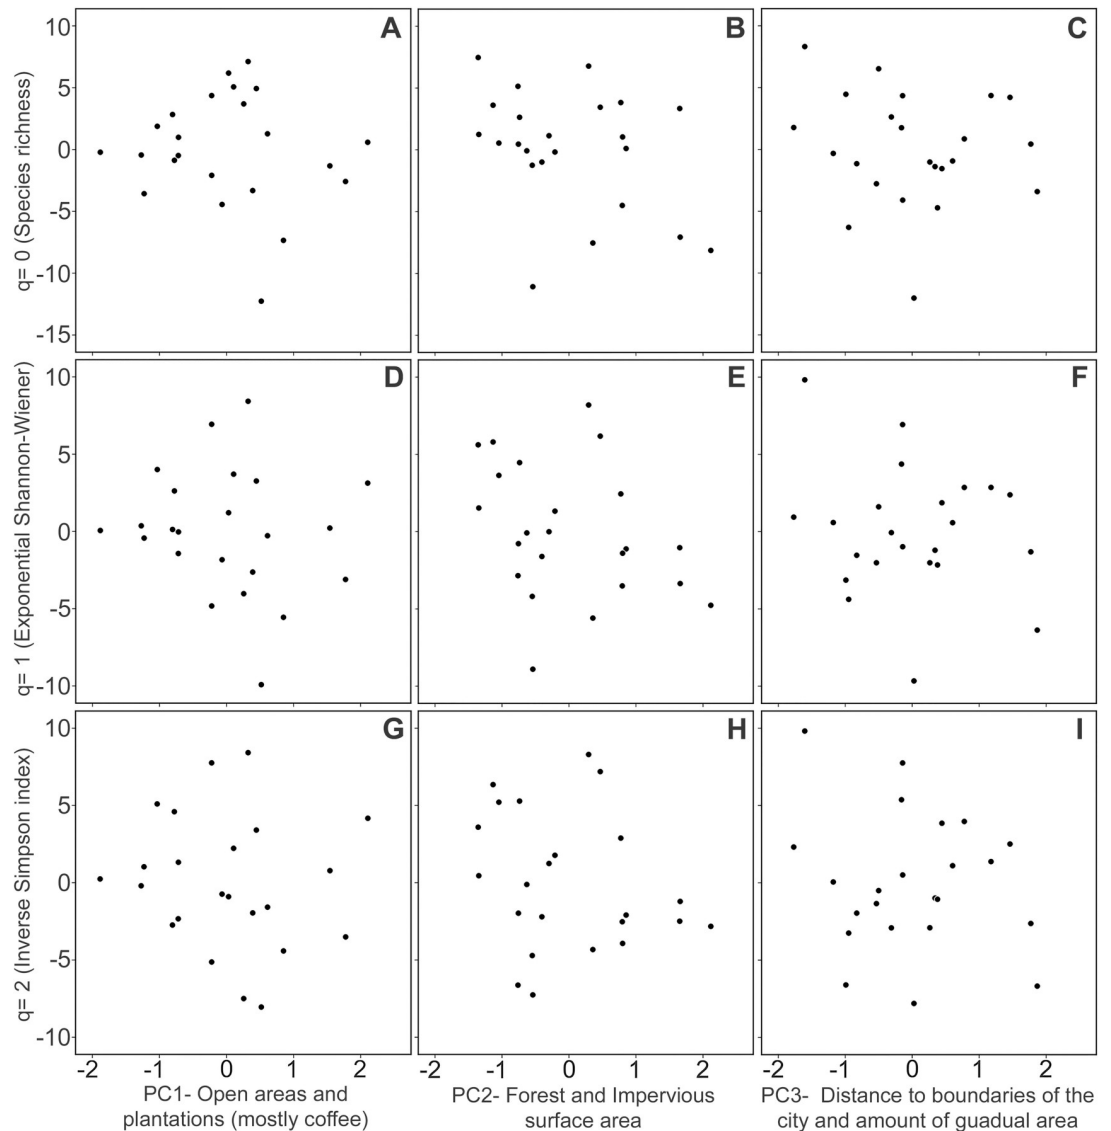 A
B
C
10
5
0
-5
-10
-15
q= 0 (Species richness)
D
E
F
10
5
0
-5
-10
q= 1 (Exponential Shannon-Wiener)
G
H
I
10
5
0
-5
-10
q= 2 (Inverse Simpson index)
-2 -1 0 1 2 -2 -1 0 1 2 -2 -1 0 1 2
PC1- Open areas and
plantations (mostly coffee)
PC2- Forest and Impervious
surface area
PC3- Distance to boundaries of the
city and amount of guadual area